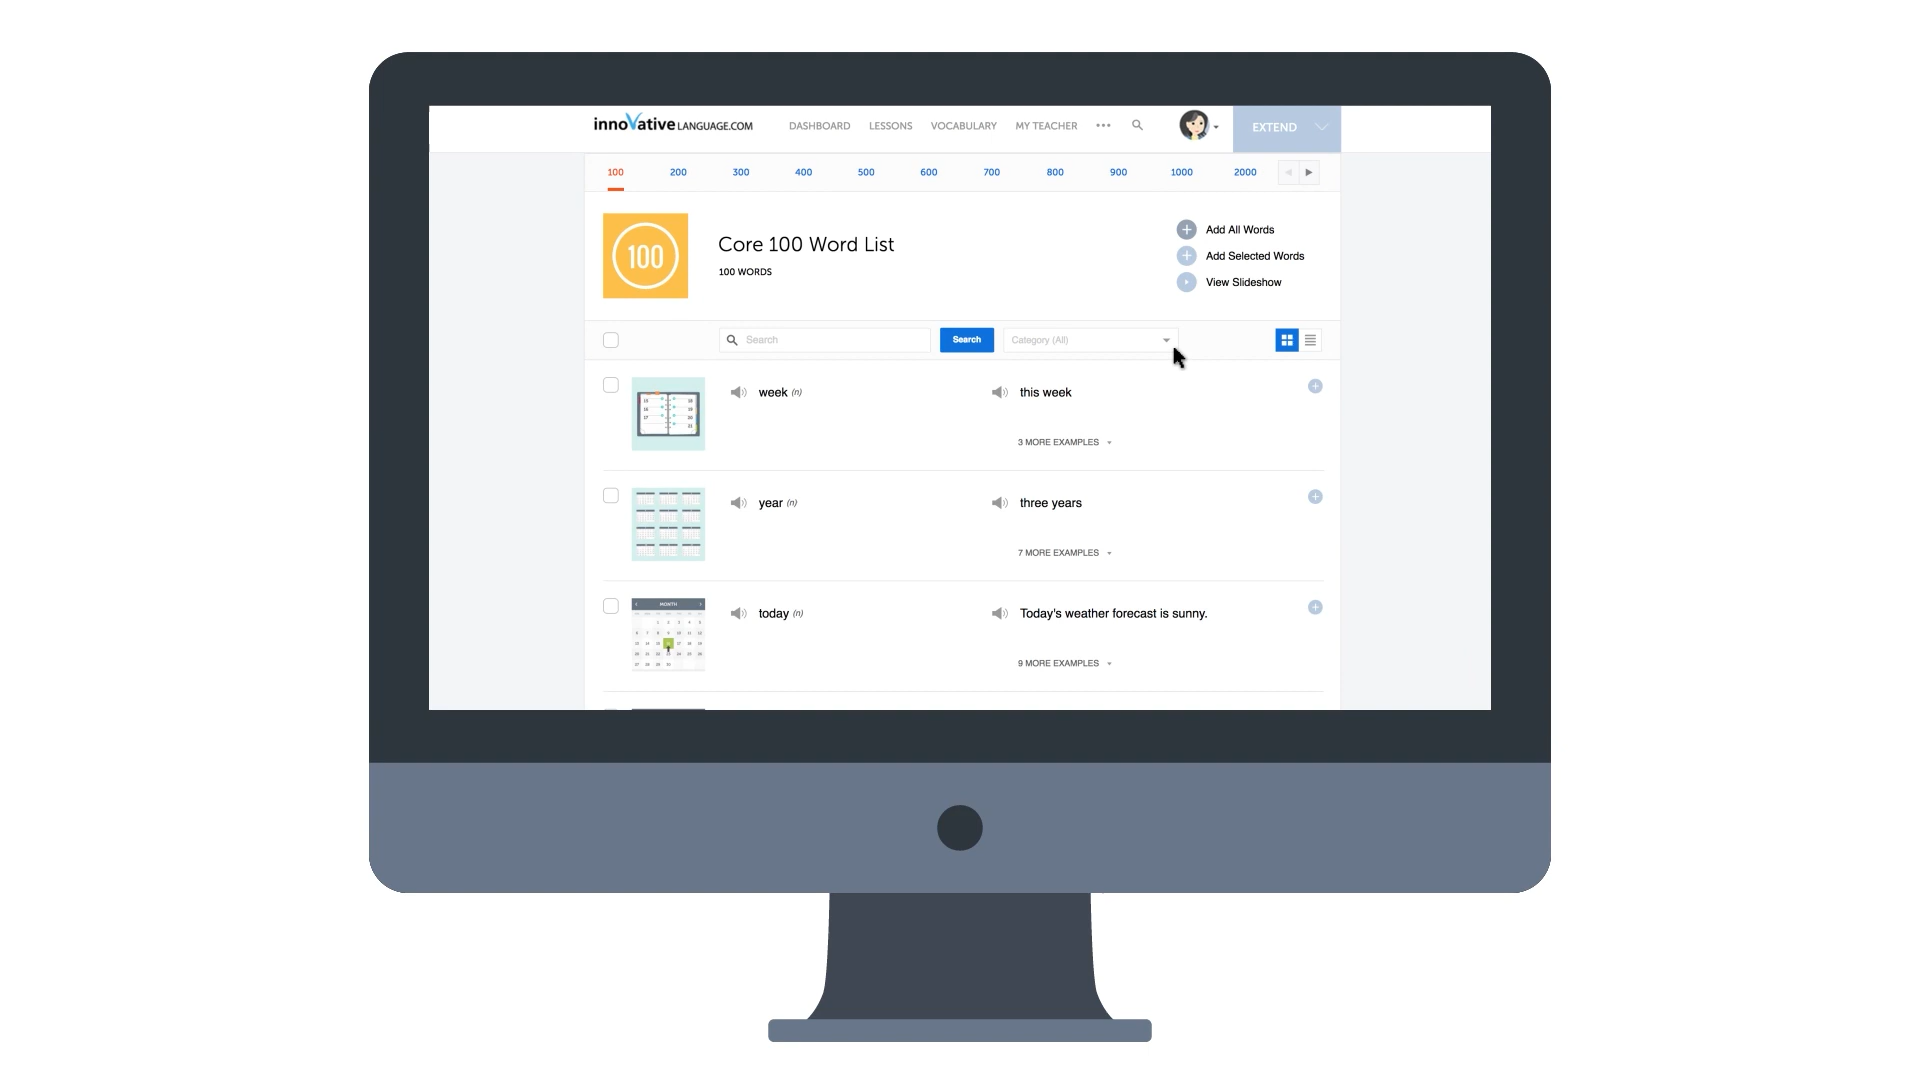 innoVative LANGUAGE.COM
DASHBOARD LESSONS VOCABULARY MY TEACHER
EXTEND
100 200 300 400 500 600 700 800 900 1000 2000
100
Core 100 Word List
100 WORDS
Add All Words
Add Selected Words
View Slideshow
Search
Search
Category (All)
week (n)
this week
3 MORE EXAMPLES
year (n)
three years
7 MORE EXAMPLES
MONTH
today (n)
Today's weather forecast is sunny.
9 MORE EXAMPLES